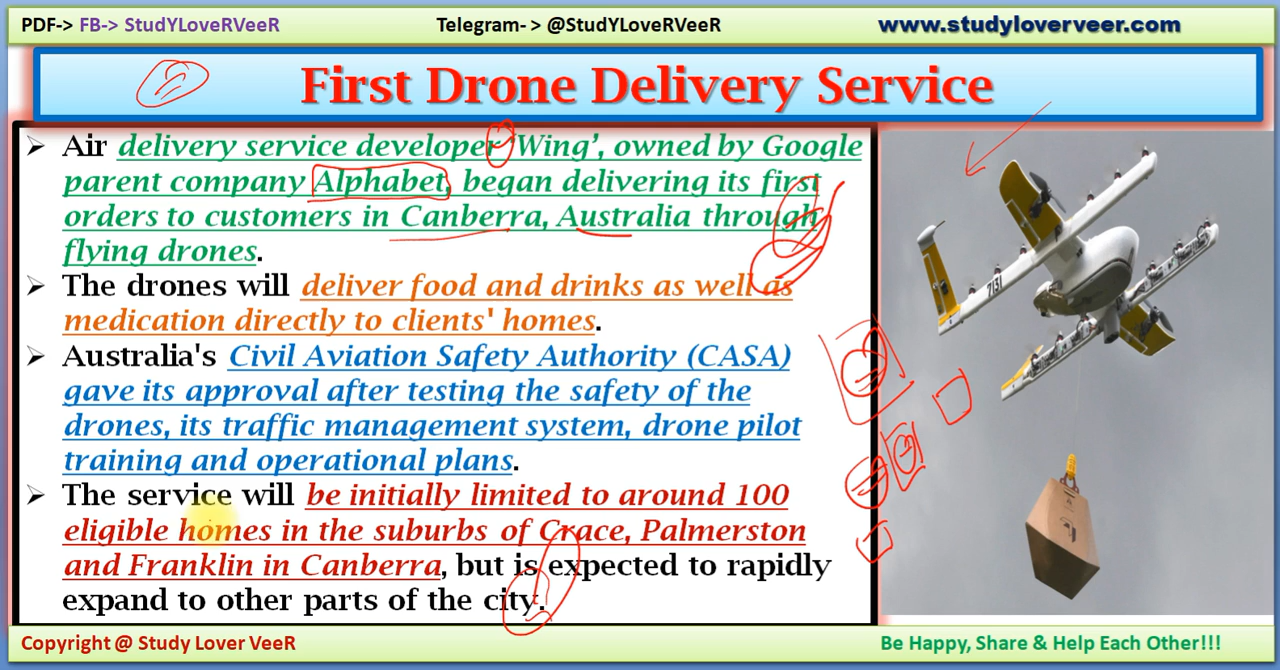 PDF-> FB-> StudYLoveRVeeR
Telegram- > @StudYLoveRVeeR
www.studyloverveer.com
First Drone Delivery Service
➢ Air delivery service developer 'Wing', owned by Google
parent company Alphabet, began delivering its first
orders to customers in Canberra, Australia through
flying drones.
➢ The drones will deliver food and drinks as well as
medication directly to clients' homes.
➢ Australia's Civil Aviation Safety Authority (CASA)
gave its approval after testing the safety of the
drones, its traffic management system, drone pilot
training and operational plans.
➢ The service will be initially limited to around 100
eligible homes in the suburbs of Crace, Palmerston
and Franklin in Canberra, but is expected to rapidly
expand to other parts of the city.
7131
Copyright @ Study Lover VeeR
Be Happy, Share & Help Each Other!!!